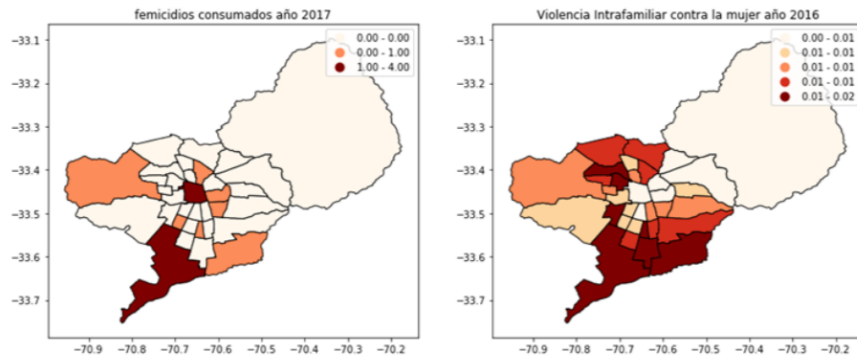 femicidios consumados año 2017
0.00 - 0.00
0.00 - 1.00
1.00 - 4.00
−33.1
−33.2
−33.3
−33.4
−33.5
−33.6
−33.7
−70.9 −70.8 −70.7 −70.6 −70.5 −70.4 −70.3 −70.2
Violencia Intrafamiliar contra la mujer año 2016
0.00 - 0.01
0.01 - 0.01
0.01 - 0.01
0.01 - 0.01
0.01 - 0.02
−33.1
−33.2
−33.3
−33.4
−33.5
−33.6
−33.7
−70.9 −70.8 −70.7 −70.6 −70.5 −70.4 −70.3 −70.2